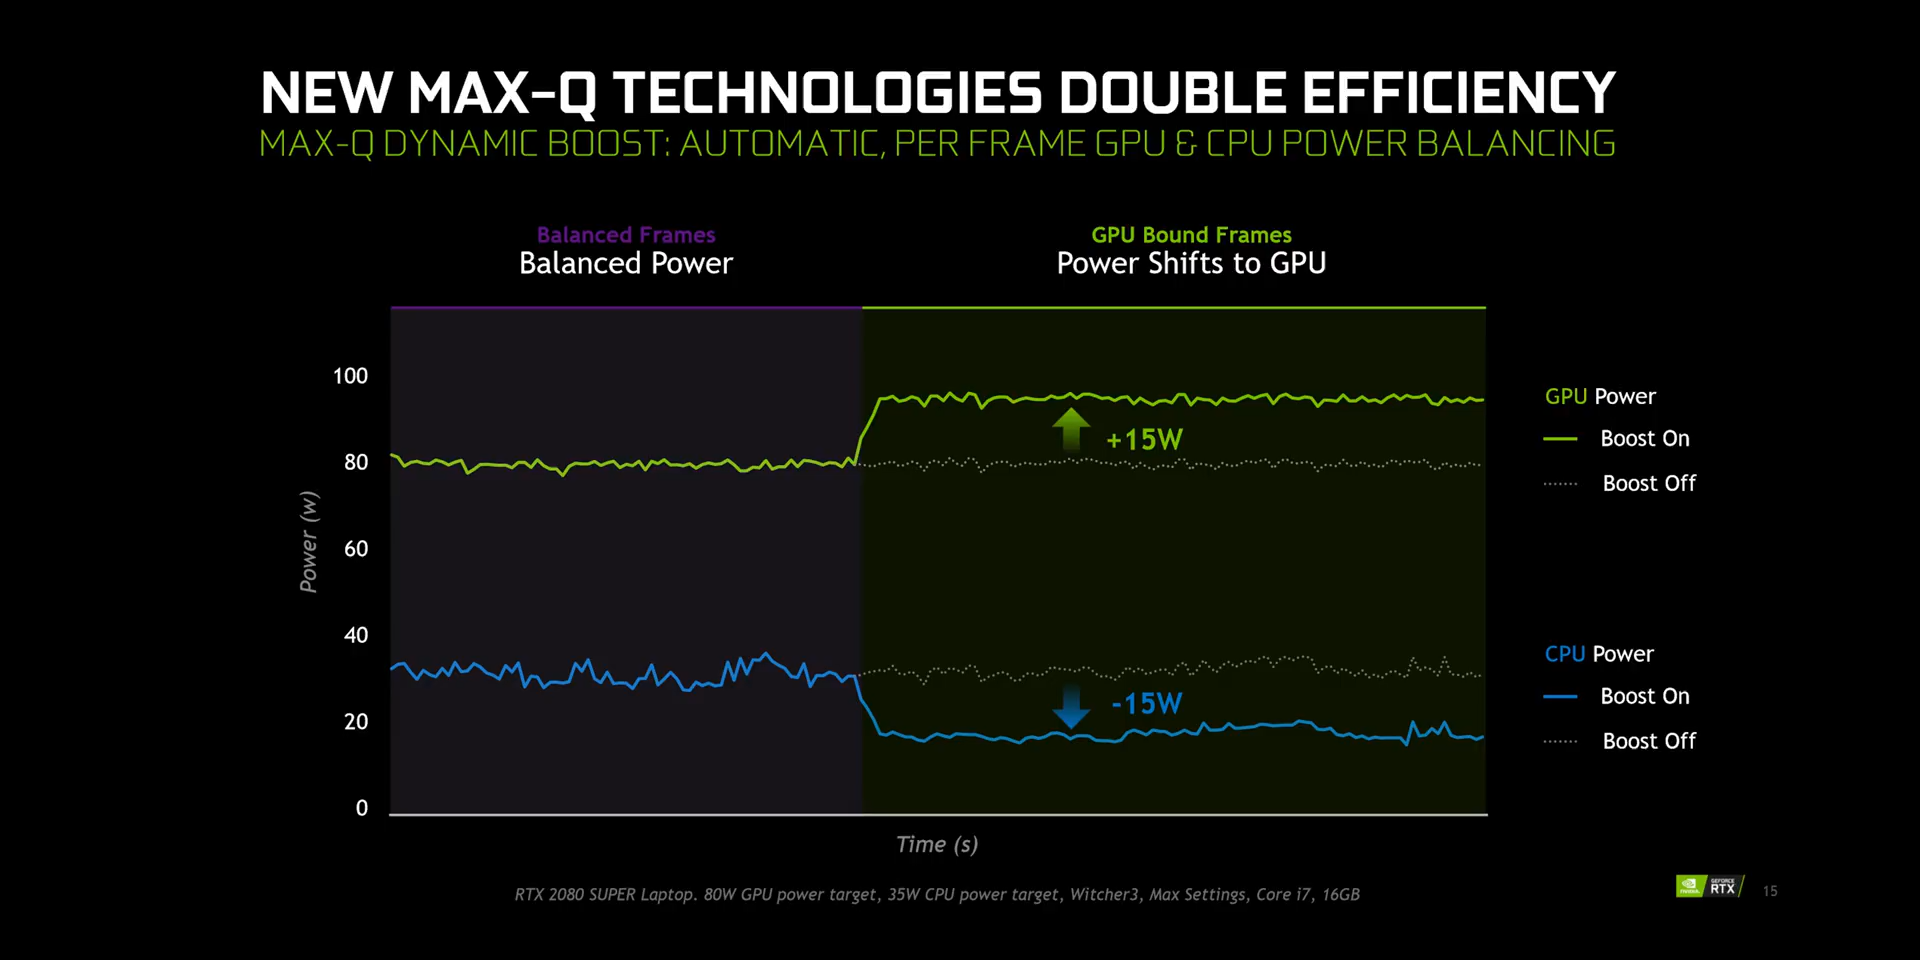 NEW MAX-Q TECHNOLOGIES DOUBLE EFFICIENCY
MAX-Q DYNAMIC BOOST: AUTOMATIC, PER FRAME GPU & CPU POWER BALANCING
Balanced Frames
Balanced Power
GPU Bound Frames
Power Shifts to GPU
100
80
60
40
20
0
Power (w)
+15W
-15W
GPU Power
Boost On
Boost Off
CPU Power
Boost On
Boost Off
Time (s)
RTX 2080 SUPER Laptop. 80W GPU power target, 35W CPU power target, Witcher3, Max Settings, Core i7, 16GB
NVIDIA.
GEFORCE
RTX
15